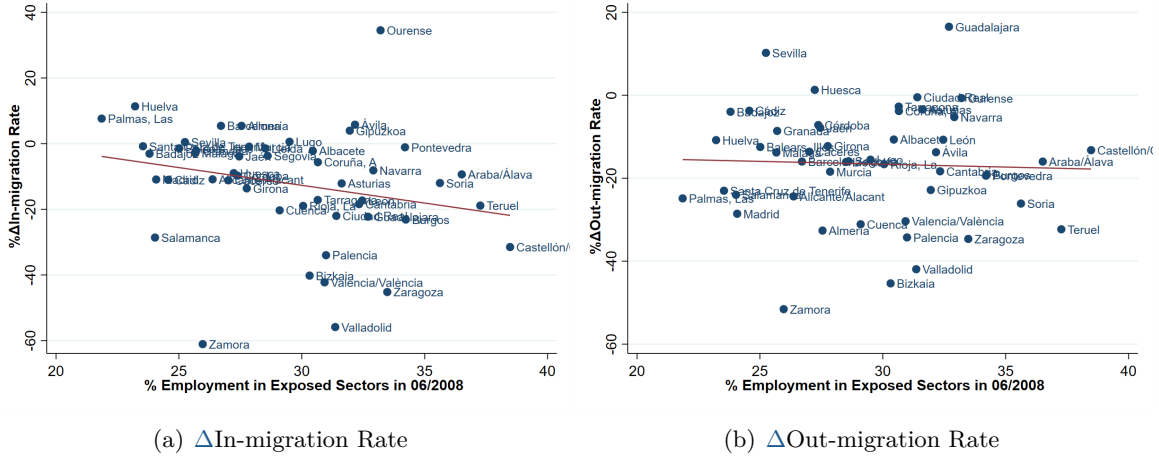 40
20
0
-20
-40
-60
%ΔIn-migration Rate
Ourense
Huelva
Palmas, Las
Ávila
Gipuzkoa
Sevilla
Lugo
Pontevedra
Albacete
Segovia
Jaén
Coruña, A
Navarra
Araba/Álava
Asturias
Soria
Girona
Cuenca
Rioja, La
Cantabria
Burgos
Teruel
Salamanca
Castellón/
Palencia
Bizkaia
Valencia/València
Zaragoza
Valladolid
Zamora
20
25
30
35
40
% Employment in Exposed Sectors in 06/2008
(a) ΔIn-migration Rate
20
0
-20
-40
-60
%ΔOut-migration Rate
Guadalajara
Sevilla
Huesca
Ciudad Real
Ourense
Tarragona
Navarra
Cádiz
Badajoz
Córdoba
Jaén
Granada
Huelva
Albacete
León
Girona
Ávila
Castellón/
Araba/Álava
Murcia
Cantabria
Gipuzkoa
Santa Cruz de Tenerife
Salamanca
Alicante/Alacant
Palmas, Las
Soria
Madrid
Valencia/València
Cuenca
Almería
Teruel
Palencia
Zaragoza
Valladolid
Bizkaia
Zamora
20
25
30
35
40
% Employment in Exposed Sectors in 06/2008
(b) ΔOut-migration Rate